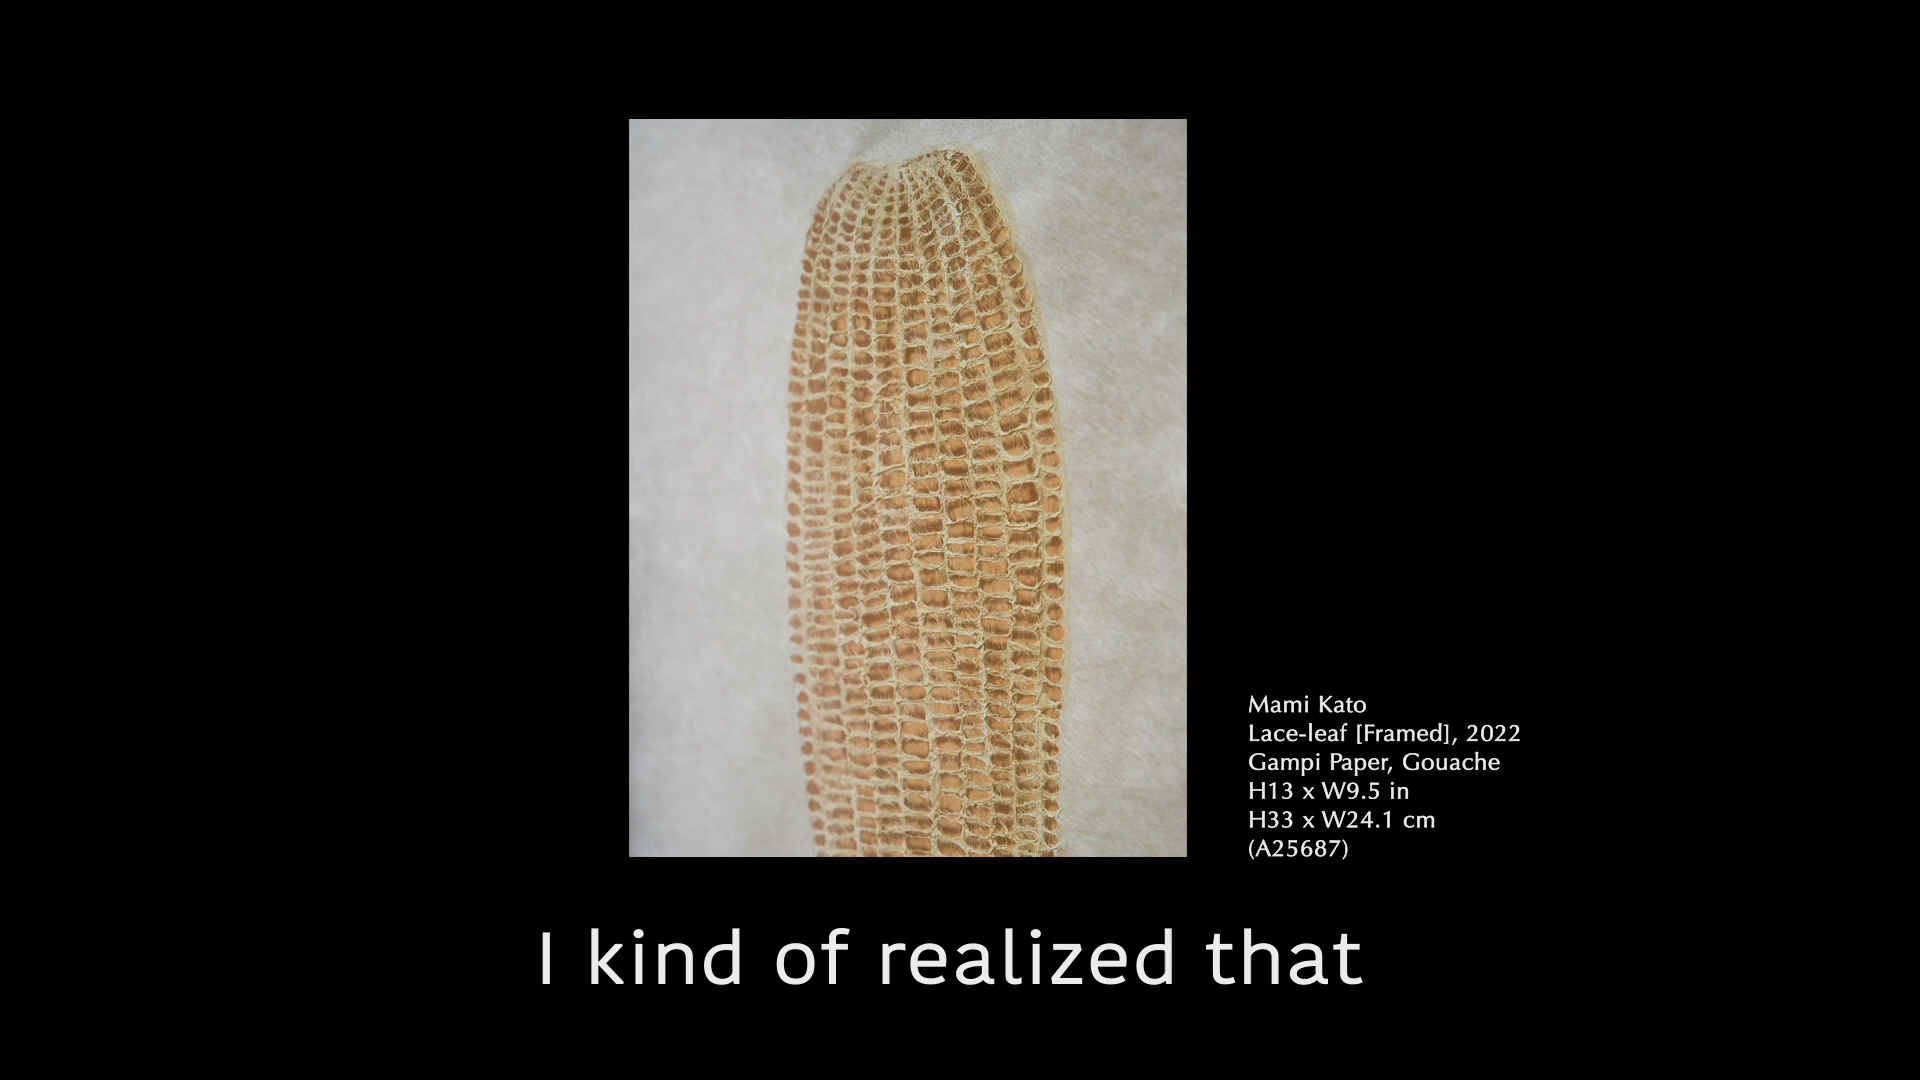 Mami Kato
Lace-leaf [Framed], 2022
Gampi Paper, Gouache
H13 x W9.5 in
H33 x W24.1 cm
(A25687)
I kind of realized that